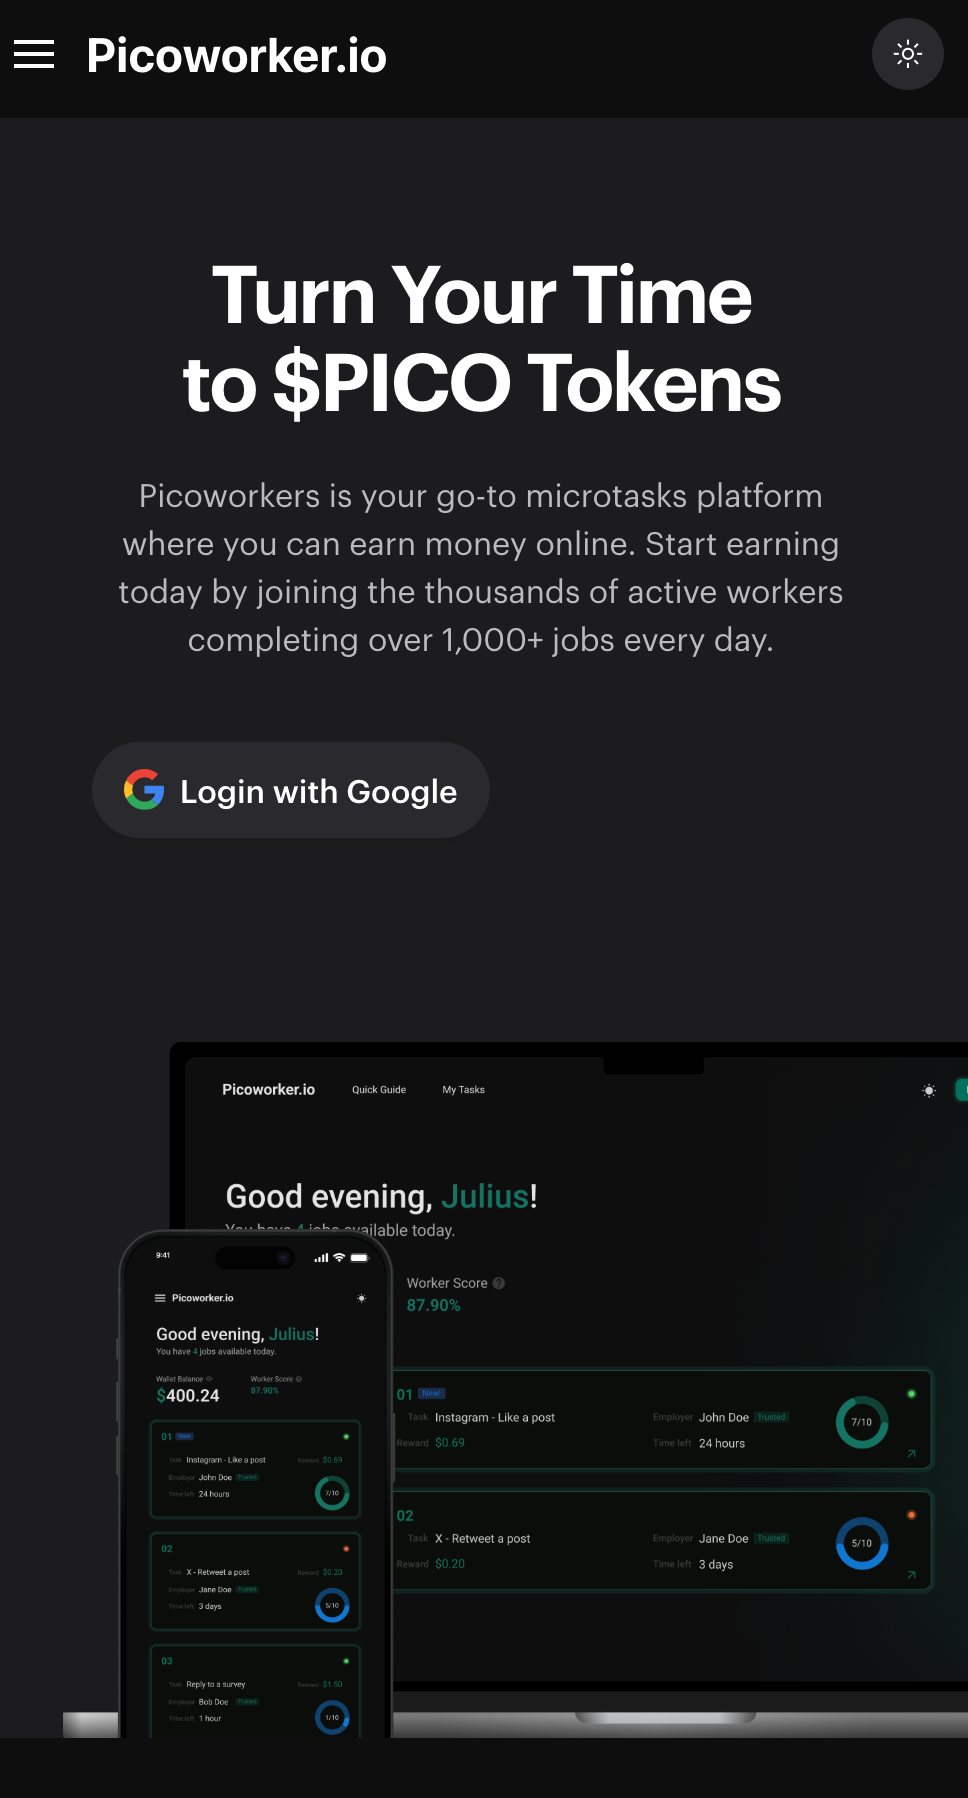 Picoworker.io
Turn Your Time
to $PICO Tokens
Picoworkers is your go-to microtasks platform
where you can earn money online. Start earning
today by joining the thousands of active workers
completing over 1,000+ jobs every day.
Login with Google
Picoworker.io Quick Guide My Tasks
Good evening, Julius!
You have 4 jobs available today.
Worker Score ?
87.90%
01 New!
Task Instagram - Like a post Employer John Doe Trusted
Reward $0.69 Time left 24 hours
7/10
02
Task X - Retweet a post Employer Jane Doe Trusted
Reward $0.20 Time left 3 days
5/10
9:41
Picoworker.io
Good evening, Julius!
You have 4 jobs available today.
Wallet Balance Worker Score
$400.24 87.90%
01 New!
Task Instagram - Like a post Reward $0.69
Employer John Doe Trusted
Time left 24 hours
7/10
02
Task X - Retweet a post Reward $0.20
Employer Jane Doe Trusted
Time left 3 days
5/10
03
Task Reply to a survey Reward $1.50
Employer Bob Doe Trusted
Time left 1 hour
1/10